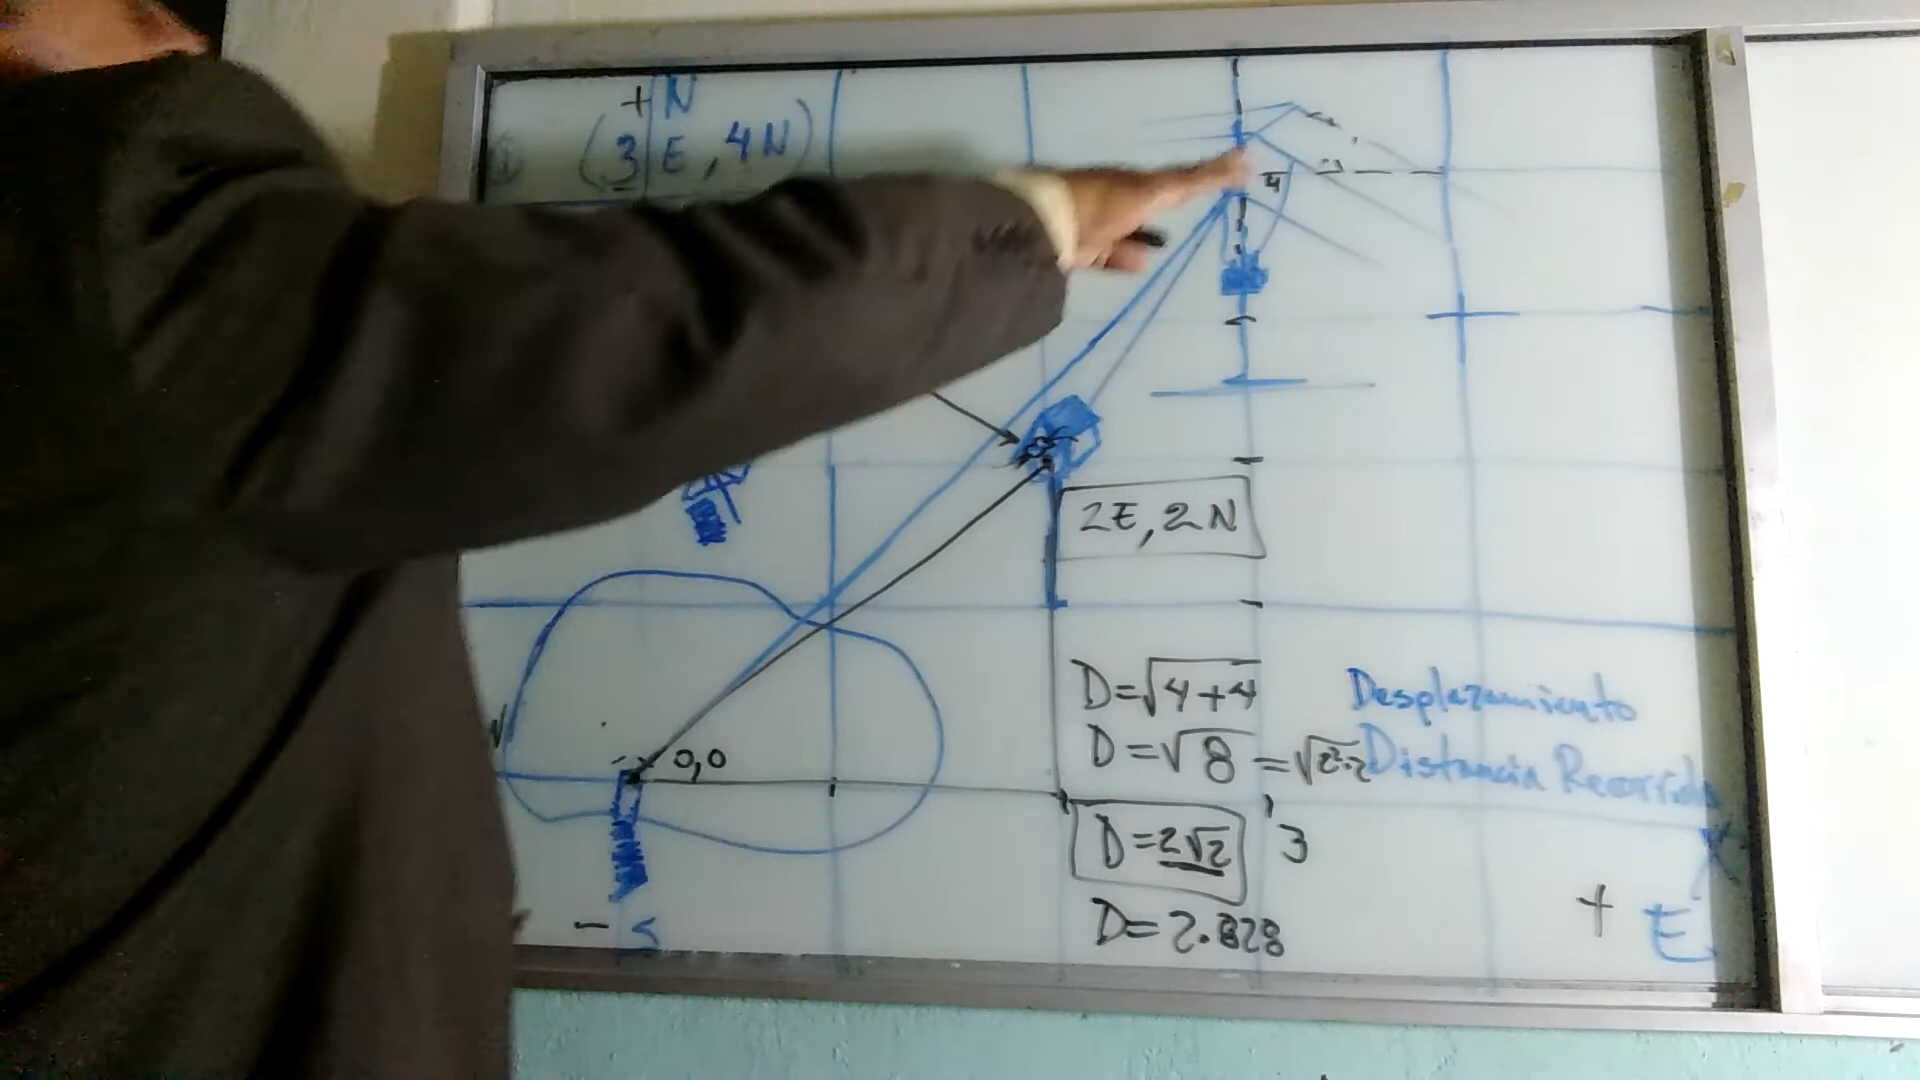 + N
(3E, 4N)
4
2E, 2N
D=√4+4
Desplazamiento
D=√8 = √2²·2
Distancia Recorrida
0,0
D=2√2
3
X
+ E
D=2.828
- S